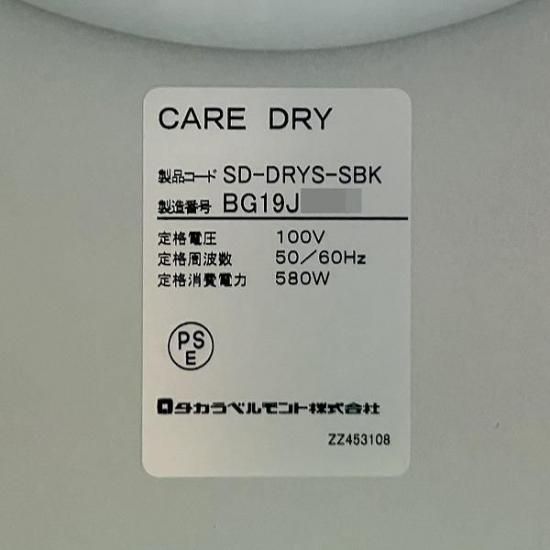 CARE DRY
製品コード SD-DRYS-SBK
製造番号 BG19J
定格電圧 100V
定格周波数 50/60Hz
定格消費電力 580W
PS
E
タカラベルモント株式会社
ZZ453108